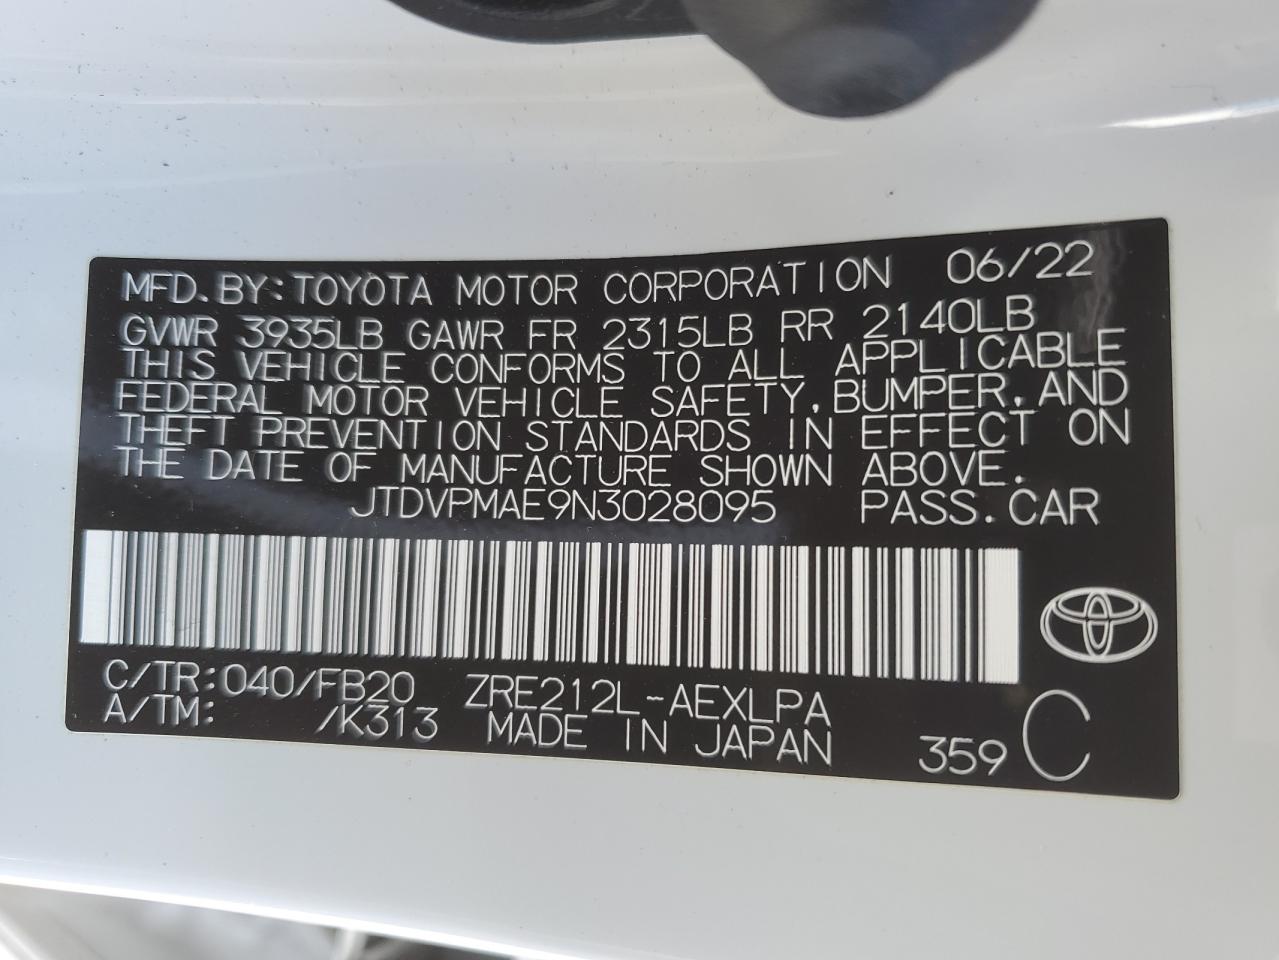 MFD. BY: TOYOTA MOTOR CORPORATION 06/22
GVWR 3935LB GAWR FR 2315LB RR 2140LB
THIS VEHICLE CONFORMS TO ALL APPLICABLE
FEDERAL MOTOR VEHICLE SAFETY, BUMPER, AND
THEFT PREVENTION STANDARDS IN EFFECT ON
THE DATE OF MANUFACTURE SHOWN ABOVE.
JTDVPMAE9N3028095 PASS. CAR
C/TR: 040/FB20 ZRE212L-AEXLPA
A/TM: /K313 MADE IN JAPAN 359 C